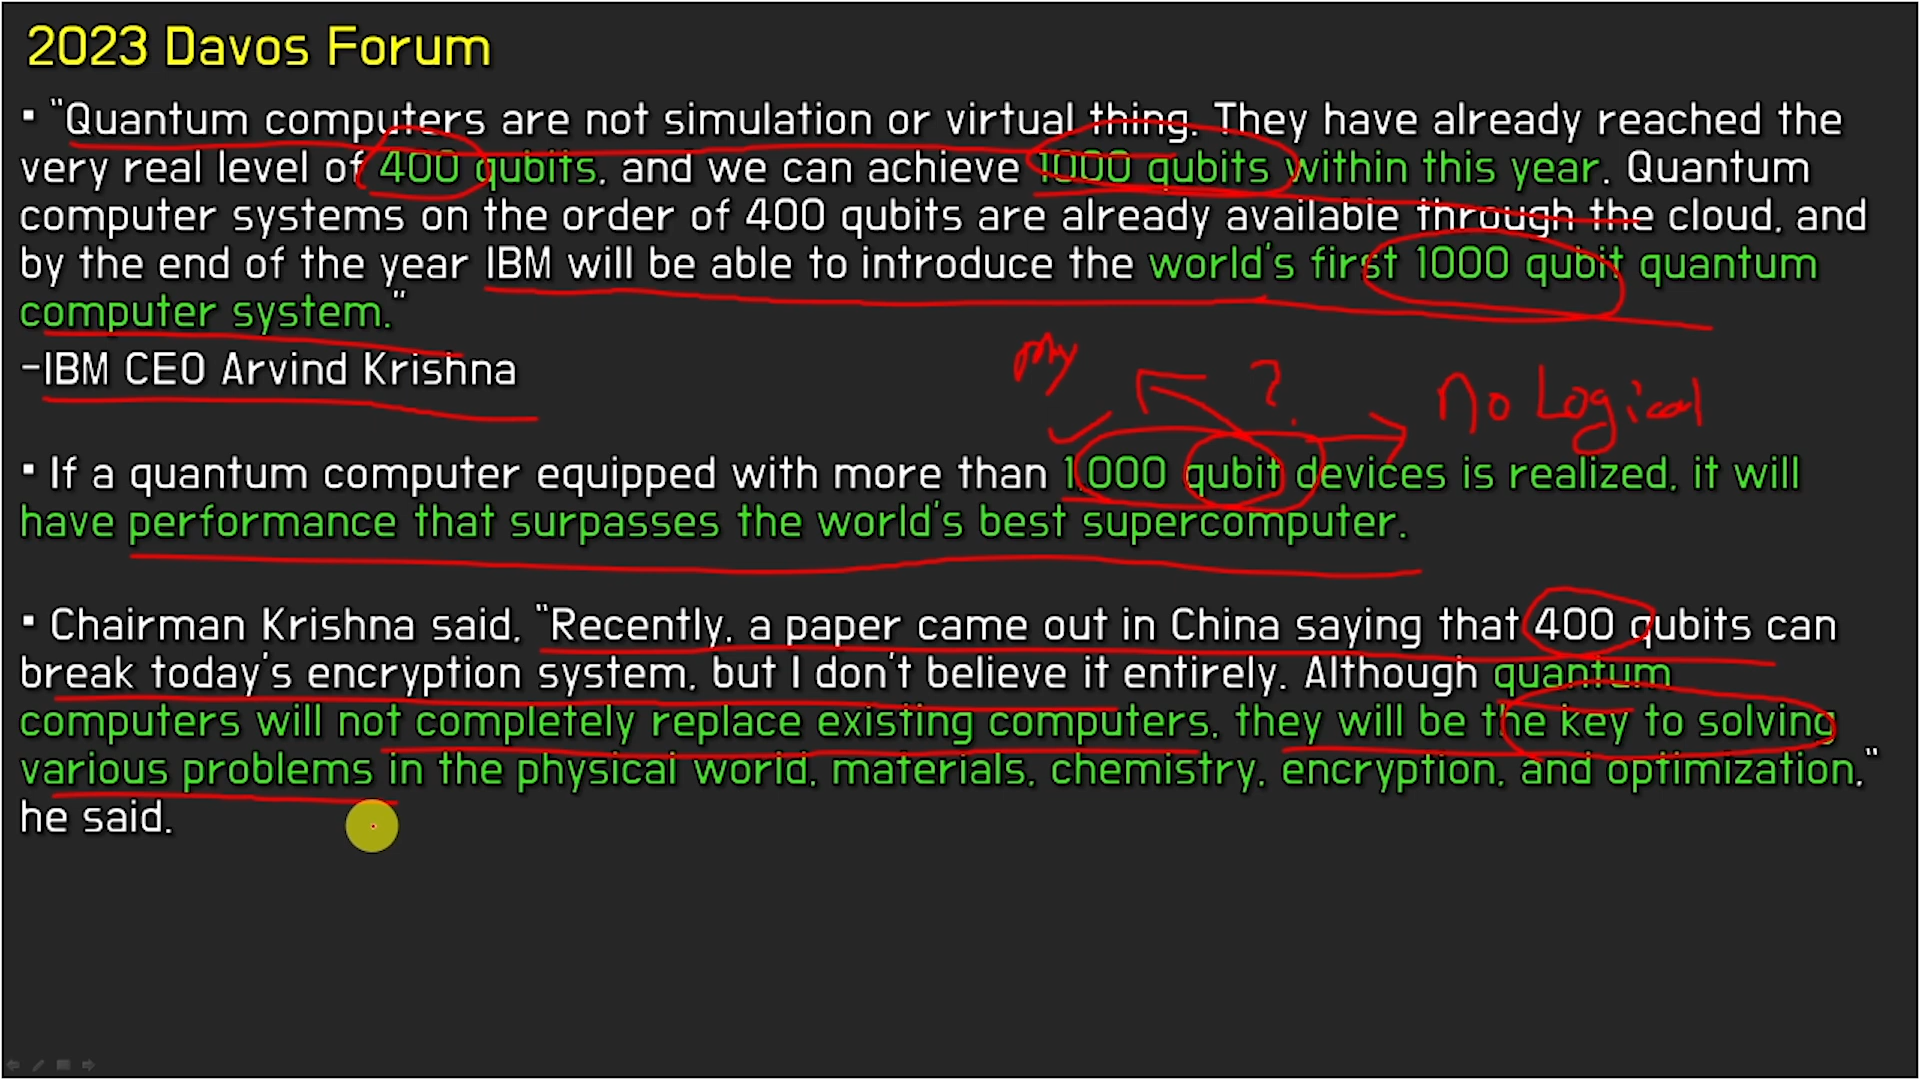 2023 Davos Forum
▪ "Quantum computers are not simulation or virtual thing. They have already reached the
very real level of 400 qubits, and we can achieve 1000 qubits within this year. Quantum
computer systems on the order of 400 qubits are already available through the cloud, and
by the end of the year IBM will be able to introduce the world's first 1000 qubit quantum
computer system."
-IBM CEO Arvind Krishna
?
No Logical
▪ If a quantum computer equipped with more than 1,000 qubit devices is realized, it will
have performance that surpasses the world's best supercomputer.
▪ Chairman Krishna said, "Recently, a paper came out in China saying that 400 qubits can
break today's encryption system, but I don't believe it entirely. Although quantum
computers will not completely replace existing computers, they will be the key to solving
various problems in the physical world, materials, chemistry, encryption, and optimization,"
he said.